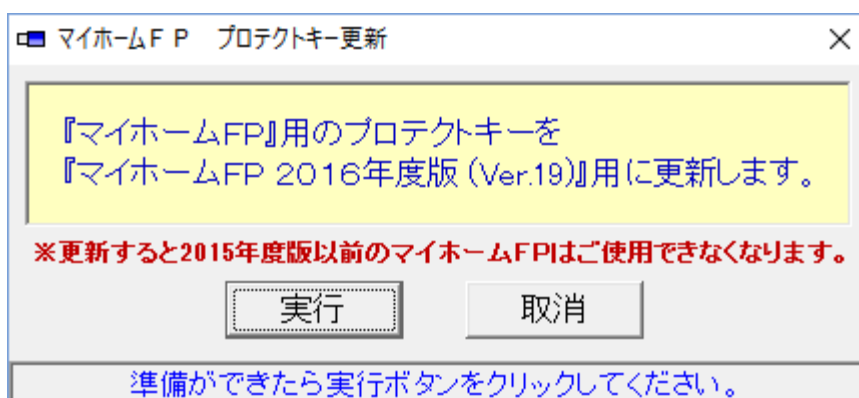 マイホームＦＰ　プロテクトキー更新
『マイホームFP』用のプロテクトキーを
『マイホームFP ２０１６年度版（Ver.19）』用に更新します。
※更新すると2015年度版以前のマイホームFPはご使用できなくなります。
実行
取消
準備ができたら実行ボタンをクリックしてください。